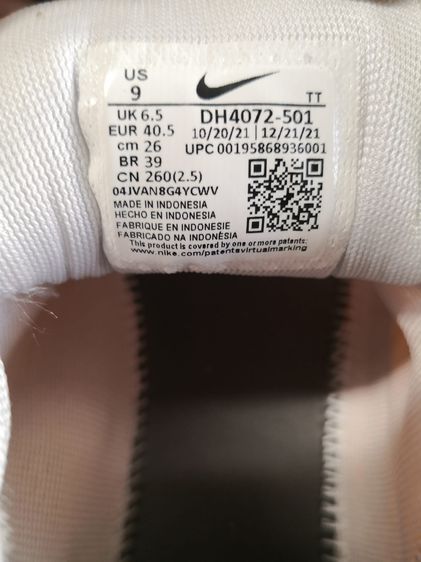 US
9
TT
UK 6.5
DH4072-501
EUR 40.5
10/20/21 | 12/21/21
cm 26
UPC 00195868936001
BR 39
CN 260(2.5)
04JVAN8G4YCWV
MADE IN INDONESIA
HECHO EN INDONESIA
FABRIQUE EN INDONESIE
FABRICADO NA INDONÉSIA
This product is covered by one or more patents:
www.nike.com/patentsvirtualmarking